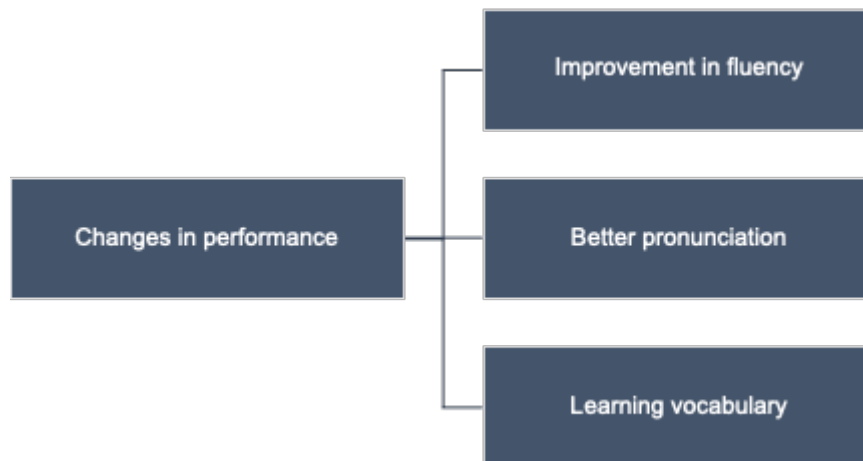 Changes in performance
Improvement in fluency
Better pronunciation
Learning vocabulary